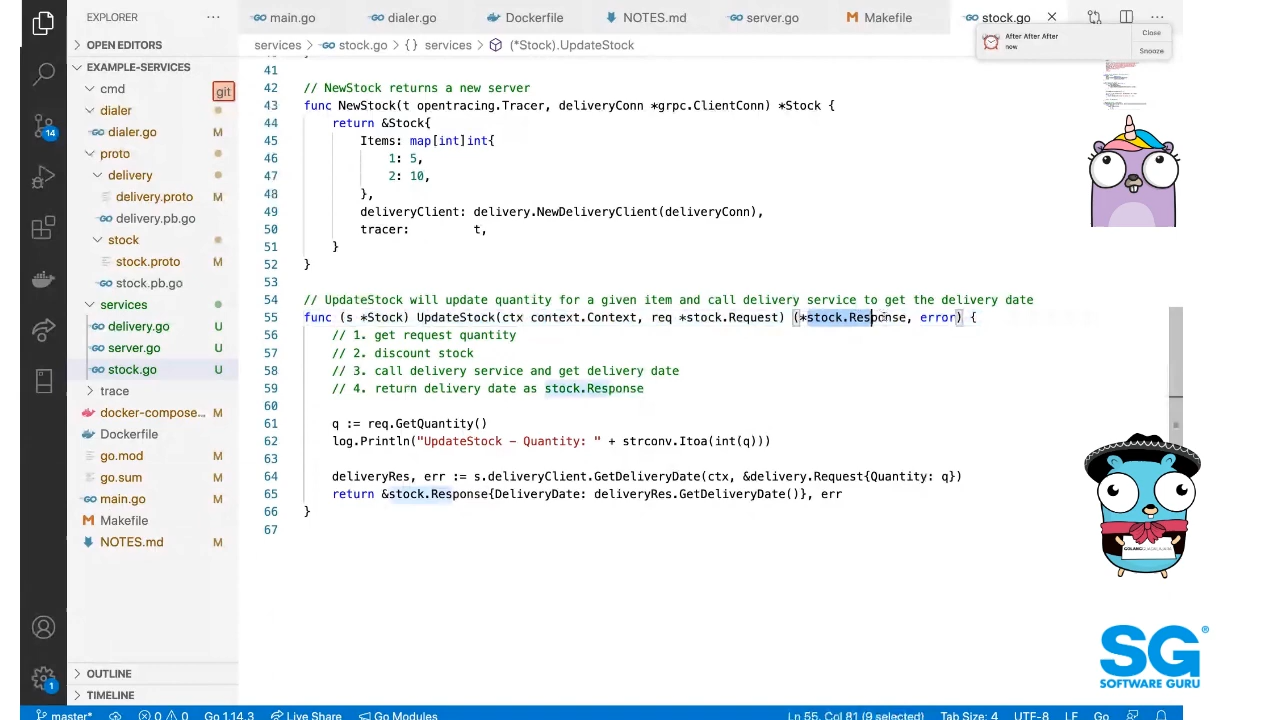 EXPLORER
main.go
dialer.go
Dockerfile
NOTES.md
server.go
Makefile
stock.go
After After After
now
Close
Snooze
OPEN EDITORS
services > stock.go > {} services > (*Stock).UpdateStock
EXAMPLE-SERVICES
cmd
git
dialer
dialer.go M
proto
delivery
delivery.proto M
delivery.pb.go
stock
stock.proto M
stock.pb.go
services
delivery.go U
server.go U
stock.go U
trace
docker-compose... M
Dockerfile
go.mod M
go.sum M
main.go M
Makefile
NOTES.md M
OUTLINE
TIMELINE
14
1
41
42 // NewStock returns a new server
43 func NewStock(t opentracing.Tracer, deliveryConn *grpc.ClientConn) *Stock {
44 return &Stock{
45 Items: map[int]int{
46 1: 5,
47 2: 10,
48 },
49 deliveryClient: delivery.NewDeliveryClient(deliveryConn),
50 tracer: t,
51 }
52 }
53
54 // UpdateStock will update quantity for a given item and call delivery service to get the delivery date
55 func (s *Stock) UpdateStock(ctx context.Context, req *stock.Request) (*stock.Response, error) {
56 // 1. get request quantity
57 // 2. discount stock
58 // 3. call delivery service and get delivery date
59 // 4. return delivery date as stock.Response
60
61 q := req.GetQuantity()
62 log.Println("UpdateStock - Quantity: " + strconv.Itoa(int(q)))
63
64 deliveryRes, err := s.deliveryClient.GetDeliveryDate(ctx, &delivery.Request{Quantity: q})
65 return &stock.Response{DeliveryDate: deliveryRes.GetDeliveryDate()}, err
66 }
67
SG®
SOFTWARE GURU
master* 0 0 Go 1.14.3 Live Share Go Modules Ln 55, Col 81 (9 selected) Tab Size: 4 UTF-8 LF Go